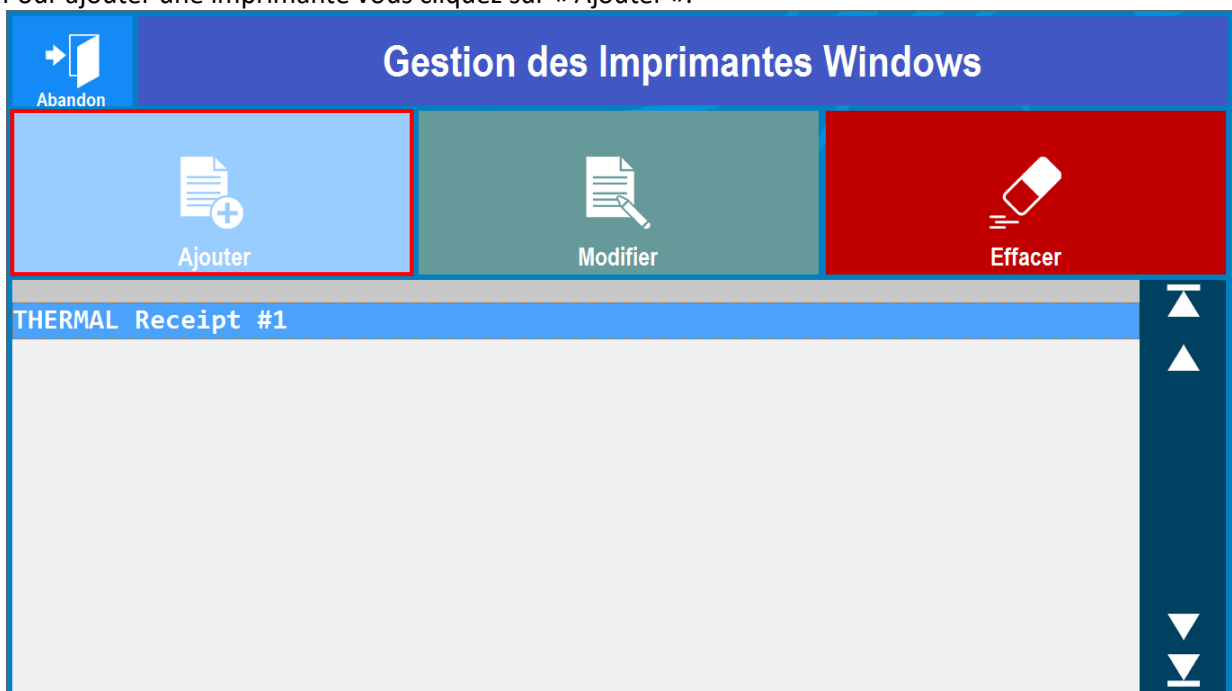 Pour ajouter une imprimante vous cliquez sur « Ajouter ».
Gestion des Imprimantes Windows
Abandon
Ajouter
Modifier
Effacer
THERMAL Receipt #1